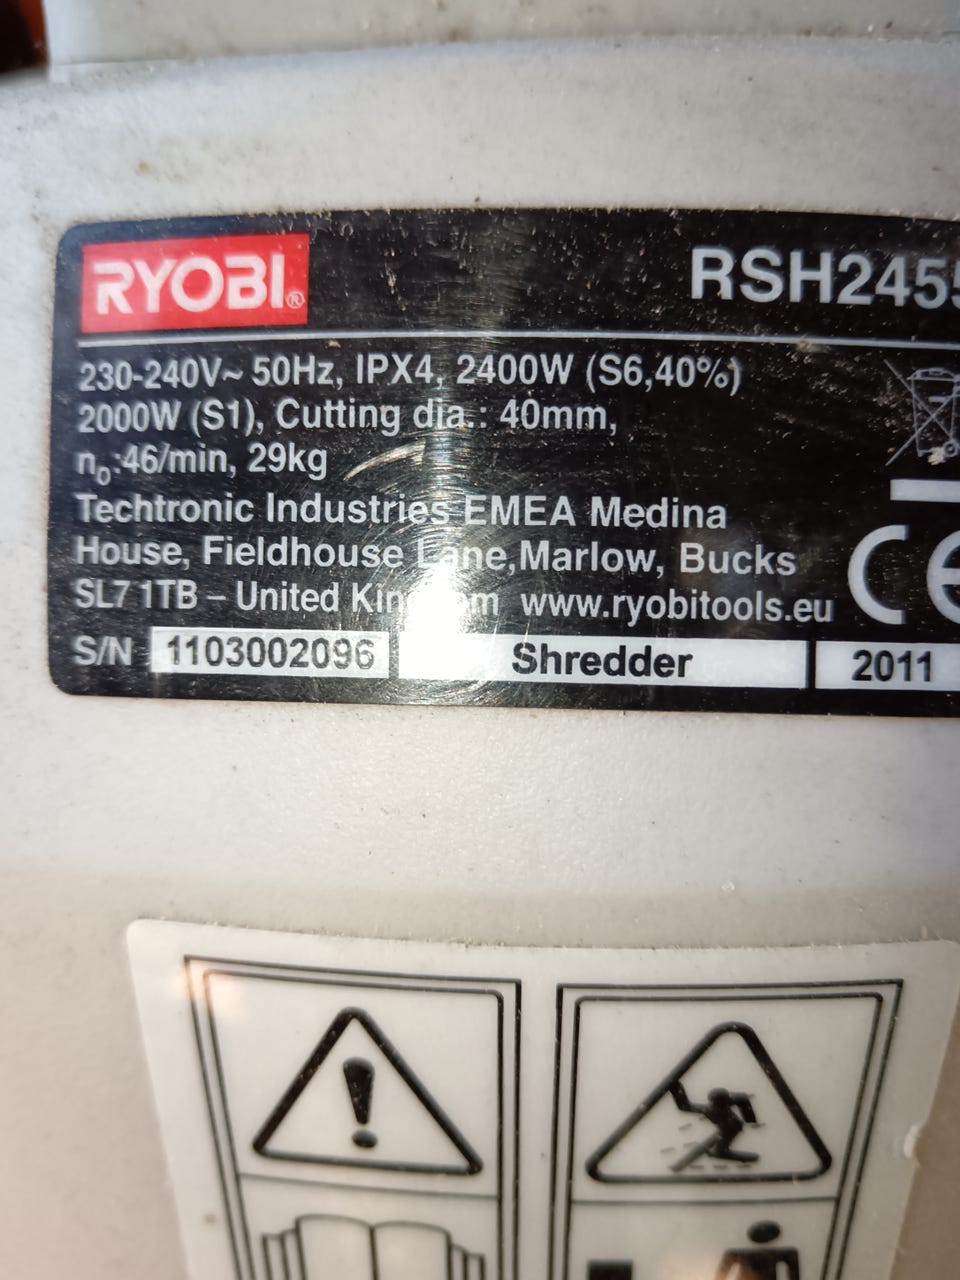 RYOBI®
RSH2455
230-240V~ 50Hz, IPX4, 2400W (S6,40%)
2000W (S1), Cutting dia.: 40mm,
n₀:46/min, 29kg
Techtronic Industries EMEA Medina
House, Fieldhouse Lane,Marlow, Bucks
SL7 1TB – United Kingdom www.ryobitools.eu
CE
S/N 1103002096 Shredder 2011